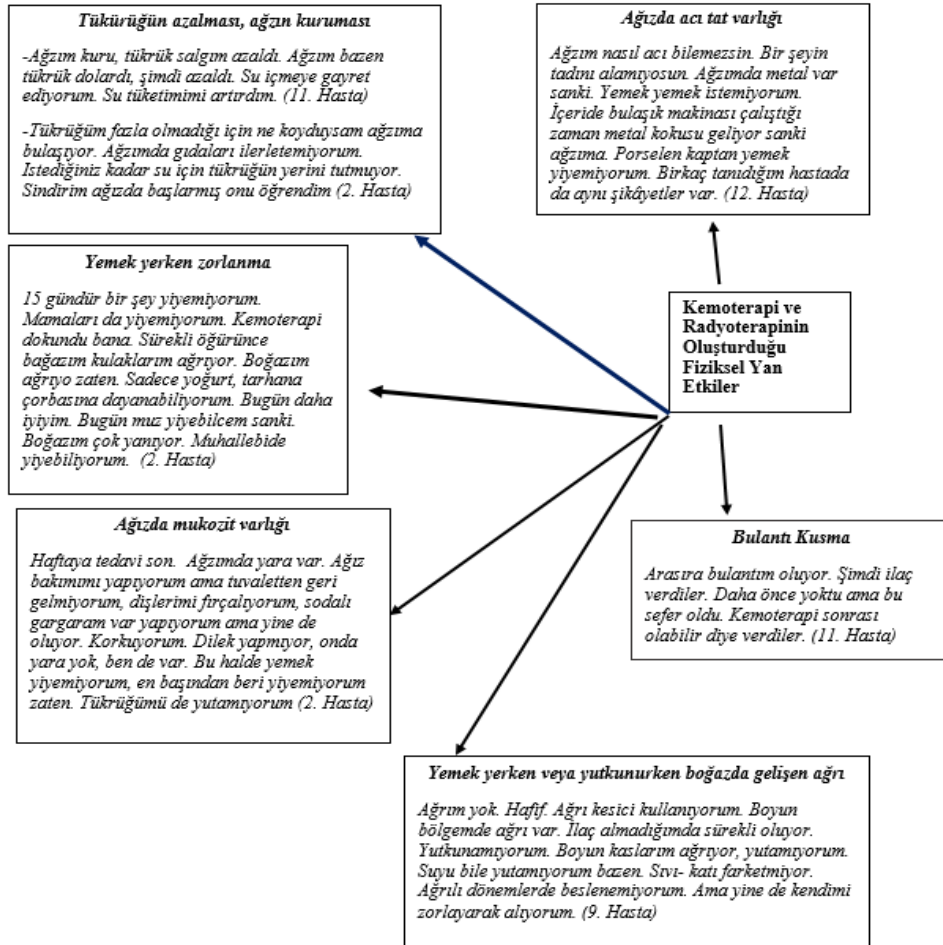 Tükürüğün azalması, ağzın kuruması
-Ağzım kuru, tükrük salgım azaldı. Ağzım bazen
tükrük dolardı, şimdi azaldı. Su içmeye gayret
ediyorum. Su tüketimimi artırdım. (11. Hasta)
-Tükrüğüm fazla olmadığı için ne koyduysam ağzıma
bulaşıyor. Ağzımda gıdaları ilerletemiyorum.
Istediğiniz kadar su için tükrüğün yerini tutmuyor.
Sindirim ağızda başlarmış onu öğrendim (2. Hasta)
Ağızda acı tat varlığı
Ağzım nasıl acı bilemezsin. Bir şeyin
tadını alamıyosun. Ağzımda metal var
sanki. Yemek yemek istemiyorum.
İçeride bulaşık makinası çalıştığı
zaman metal kokusu geliyor sanki
ağzıma. Porselen kaptan yemek
yiyemiyorum. Birkaç tanıdığım hastada
da aynı şikâyetler var. (12. Hasta)
Yemek yerken zorlanma
15 gündür bir şey yiyemiyorum.
Mamaları da yiyemiyorum. Kemoterapi
dokundu bana. Sürekli öğürünce
bağazım kulaklarım ağrıyor. Boğazım
ağrıyo zaten. Sadece yoğurt, tarhana
çorbasına dayanabiliyorum. Bugün daha
iyiyim. Bugün muz yiyebilcem sanki.
Boğazım çok yanıyor. Muhallebide
yiyebiliyorum. (2. Hasta)
Kemoterapi ve
Radyoterapinin
Oluşturduğu
Fiziksel Yan
Etkiler
Ağızda mukozit varlığı
Haftaya tedavi son. Ağzımda yara var. Ağız
bakımımı yapıyorum ama tuvaletten geri
gelmiyorum, dişlerimi fırçalıyorum, sodalı
gargaram var yapıyorum ama yine de
oluyor. Korkuyorum. Dilek yapmıyor, onda
yara yok, ben de var. Bu halde yemek
yiyemiyorum, en başından beri yiyemiyorum
zaten. Tükrüğümü de yutamıyorum (2. Hasta)
Bulantı Kusma
Arasıra bulantım oluyor. Şimdi ilaç
verdiler. Daha önce yoktu ama bu
sefer oldu. Kemoterapi sonrası
olabilir diye verdiler. (11. Hasta)
Yemek yerken veya yutkunurken boğazda gelişen ağrı
Ağrım yok. Hafif. Ağrı kesici kullanıyorum. Boyun
bölgemde ağrı var. İlaç almadığımda sürekli oluyor.
Yutkunamıyorum. Boyun kaslarım ağrıyor, yutamıyorum.
Suyu bile yutamıyorum bazen. Sıvı- katı farketmiyor.
Ağrılı dönemlerde beslenemiyorum. Ama yine de kendimi
zorlayarak alıyorum. (9. Hasta)